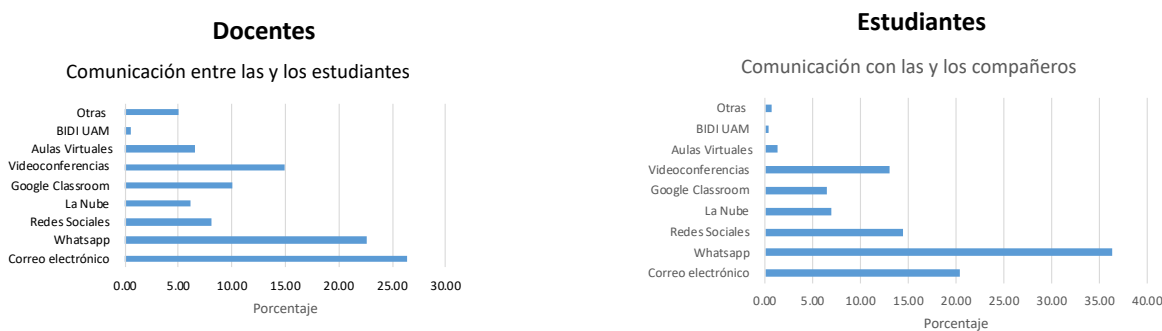 Docentes
Comunicación entre las y los estudiantes
Otras
BIDI UAM
Aulas Virtuales
Videoconferencias
Google Classroom
La Nube
Redes Sociales
Whatsapp
Correo electrónico
0.00 5.00 10.00 15.00 20.00 25.00 30.00
Porcentaje
Estudiantes
Comunicación con las y los compañeros
Otras
BIDI UAM
Aulas Virtuales
Videoconferencias
Google Classroom
La Nube
Redes Sociales
Whatsapp
Correo electrónico
0.00 5.00 10.00 15.00 20.00 25.00 30.00 35.00 40.00
Porcentaje